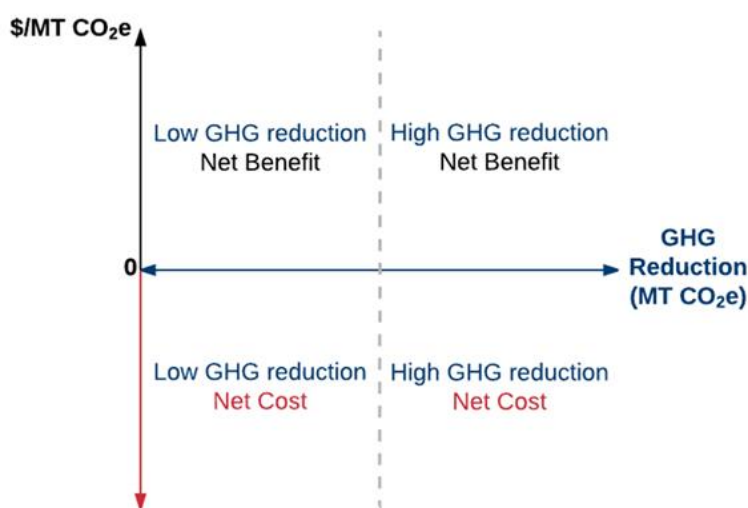 $/MT CO₂e
Low GHG reduction
Net Benefit
High GHG reduction
Net Benefit
0
GHG
Reduction
(MT CO₂e)
Low GHG reduction
Net Cost
High GHG reduction
Net Cost